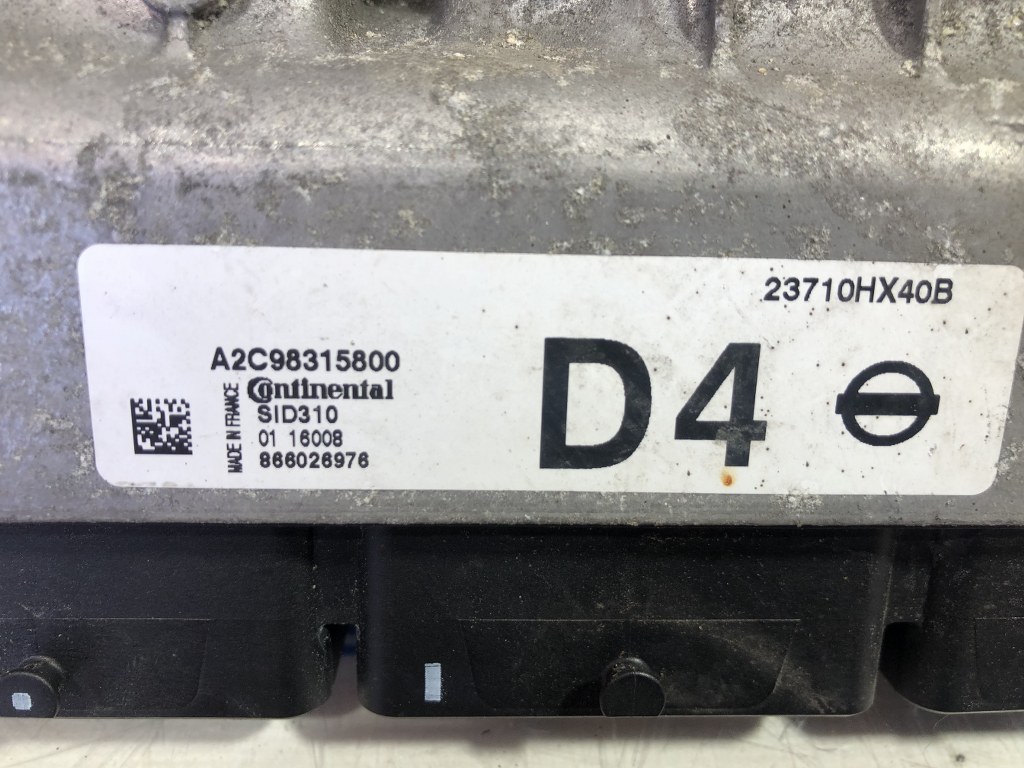 23710HX40B
A2C98315800
Continental
SID310
01 16008
866026976
MADE IN FRANCE
D4